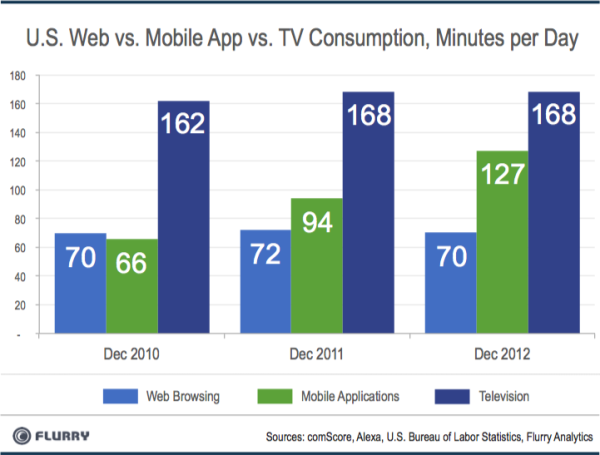 U.S. Web vs. Mobile App vs. TV Consumption, Minutes per Day
180
160
140
120
100
80
60
40
20
-
70 66 162
72 94 168
70 127 168
Dec 2010 Dec 2011 Dec 2012
Web Browsing Mobile Applications Television
FLURRY Sources: comScore, Alexa, U.S. Bureau of Labor Statistics, Flurry Analytics